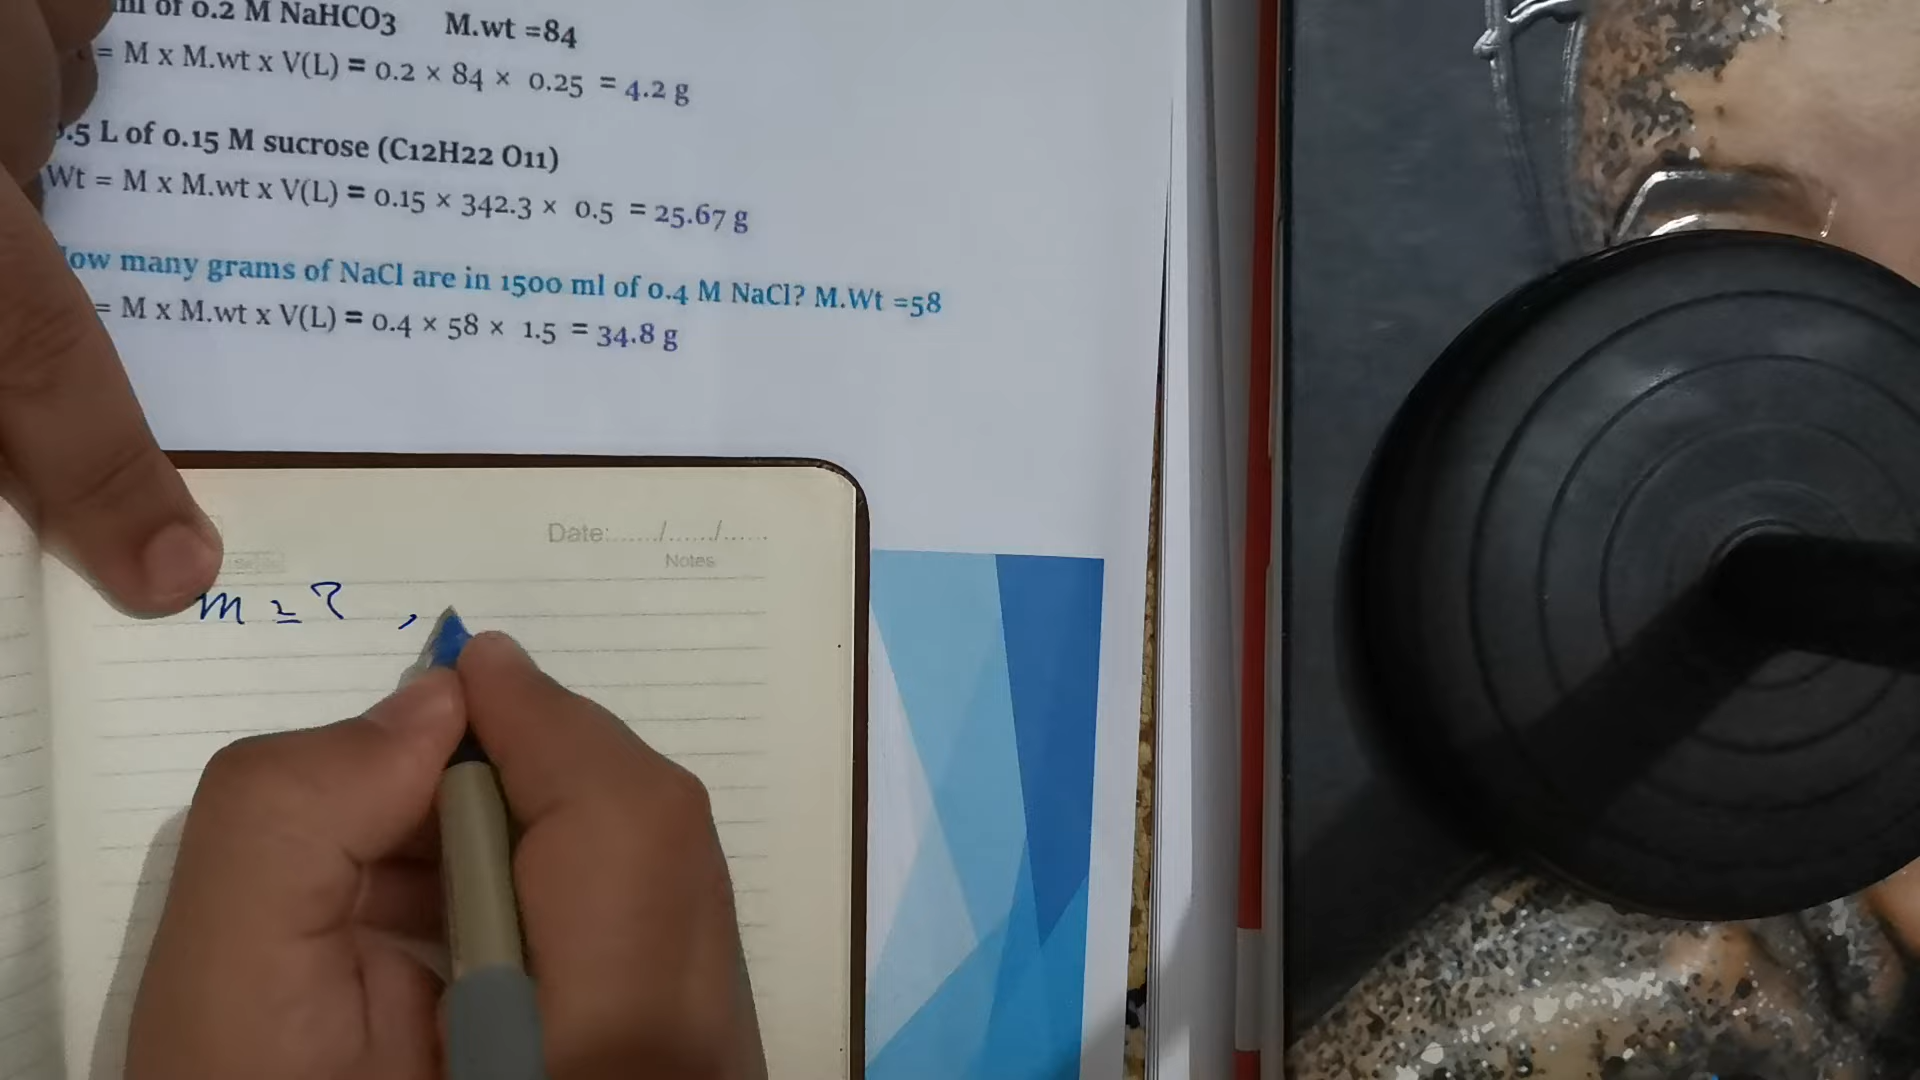 ml of 0.2 M NaHCO3 M.wt =84
= M x M.wt x V(L) = 0.2 × 84 × 0.25 = 4.2 g
.5 L of 0.15 M sucrose (C12H22 O11)
Wt = M x M.wt x V(L) = 0.15 × 342.3 × 0.5 = 25.67 g
ow many grams of NaCl are in 1500 ml of 0.4 M NaCl? M.Wt =58
= M x M.wt x V(L) = 0.4 × 58 × 1.5 = 34.8 g
Date:....../....../......
Notes
m = ? ,